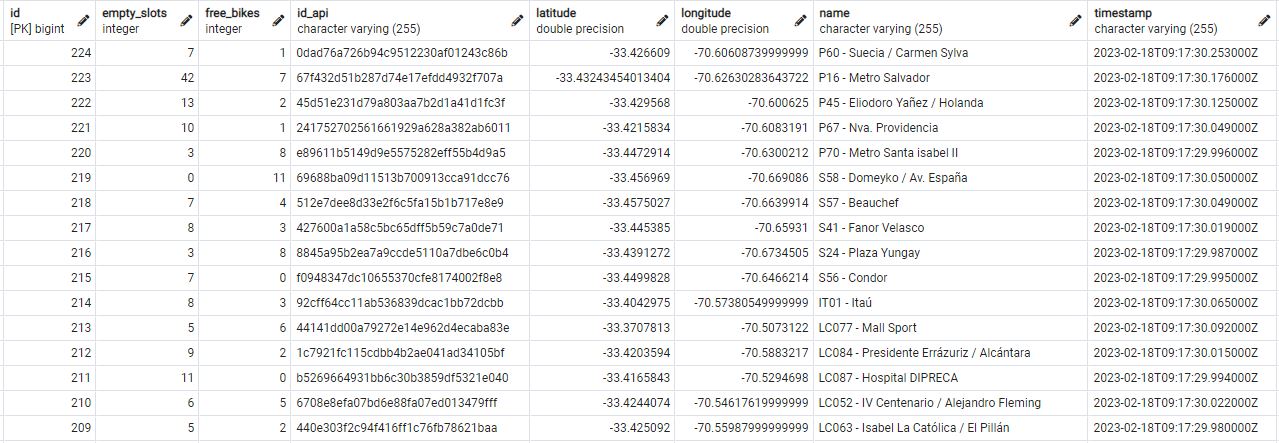 id empty_slots free_bikes id_api latitude longitude name timestamp
[PK] bigint integer integer character varying (255) double precision double precision character varying (255) character varying (255)
224 7 1 0dad76a726b94c9512230af01243c86b -33.426609 -70.60608739999999 P60 - Suecia / Carmen Sylva 2023-02-18T09:17:30.253000Z
223 42 7 67f432d51b287d74e17efdd4932f707a -33.43243454013404 -70.62630283643722 P16 - Metro Salvador 2023-02-18T09:17:30.176000Z
222 13 2 45d51e231d79a803aa7b2d1a41d1fc3f -33.429568 -70.600625 P45 - Eliodoro Yañez / Holanda 2023-02-18T09:17:30.125000Z
221 10 1 241752702561661929a628a382ab6011 -33.4215834 -70.6083191 P67 - Nva. Providencia 2023-02-18T09:17:30.049000Z
220 3 8 e89611b5149d9e5575282eff55b4d9a5 -33.4472914 -70.6300212 P70 - Metro Santa isabel II 2023-02-18T09:17:29.996000Z
219 0 11 69688ba09d11513b700913cca91dcc76 -33.456969 -70.669086 S58 - Domeyko / Av. España 2023-02-18T09:17:30.050000Z
218 7 4 512e7dee8d33e2f6c5fa15b1b717e8e9 -33.4575027 -70.6639914 S57 - Beauchef 2023-02-18T09:17:30.049000Z
217 8 3 427600a1a58c5bc65dff5b59c7a0de71 -33.445385 -70.65931 S41 - Fanor Velasco 2023-02-18T09:17:30.019000Z
216 3 8 8845a95b2ea7a9ccde5110a7dbe6c0b4 -33.4391272 -70.6734505 S24 - Plaza Yungay 2023-02-18T09:17:29.987000Z
215 7 0 f0948347dc10655370cfe8174002f8e8 -33.4499828 -70.6466214 S56 - Condor 2023-02-18T09:17:29.995000Z
214 8 3 92cff64cc11ab536839dcac1bb72dcbb -33.4042975 -70.57380549999999 IT01 - Itaú 2023-02-18T09:17:30.065000Z
213 5 6 44141dd00a79272e14e962d4ecaba83e -33.3707813 -70.5073122 LC077 - Mall Sport 2023-02-18T09:17:30.092000Z
212 9 2 1c7921fc115cdbb4b2ae041ad34105bf -33.4203594 -70.5883217 LC084 - Presidente Errázuriz / Alcántara 2023-02-18T09:17:30.015000Z
211 11 0 b5269664931bb6c30b3859df5321e040 -33.4165843 -70.5294698 LC087 - Hospital DIPRECA 2023-02-18T09:17:29.994000Z
210 6 5 6708e8efa07bd6e88fa07ed013479fff -33.4244074 -70.54617619999999 LC052 - IV Centenario / Alejandro Fleming 2023-02-18T09:17:30.022000Z
209 5 2 440e303f2c94f416ff1c76fb78621baa -33.425092 -70.55987999999999 LC063 - Isabel La Católica / El Pillán 2023-02-18T09:17:29.980000Z